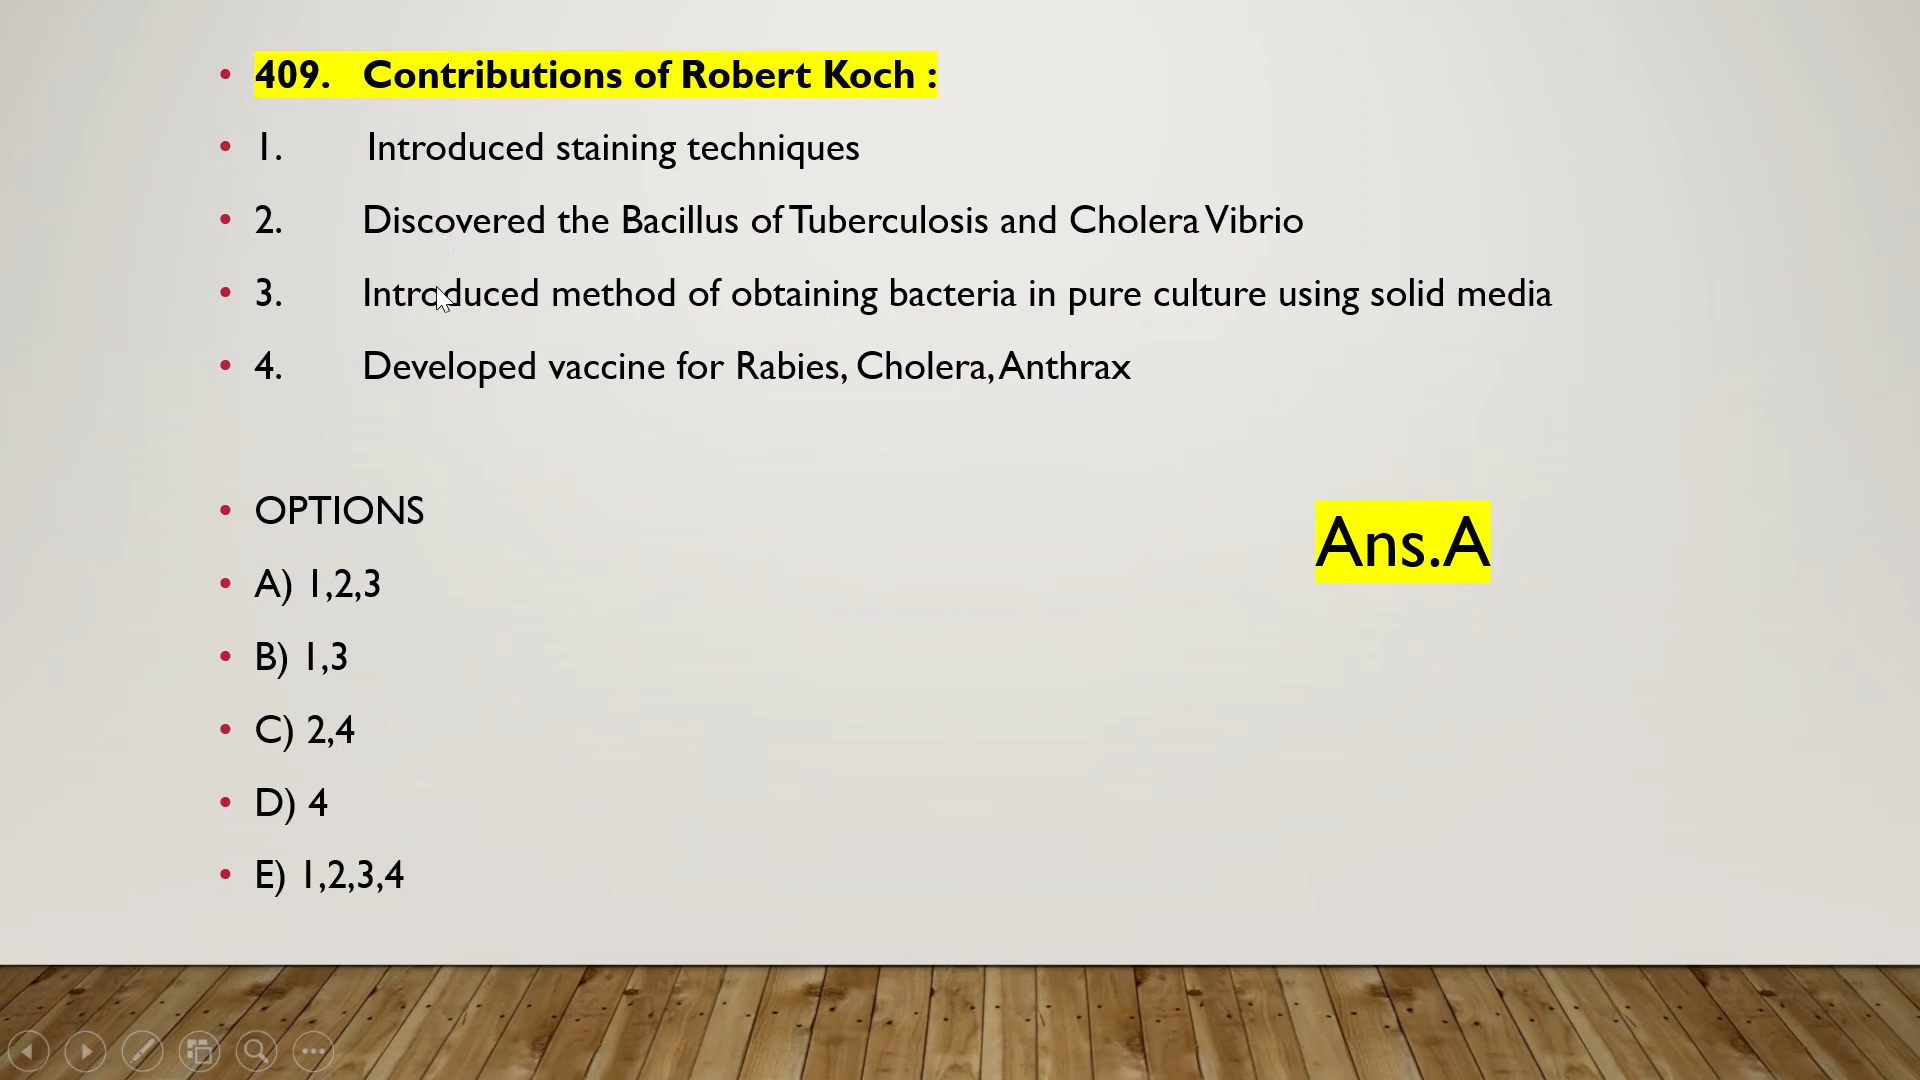 409. Contributions of Robert Koch :
1. Introduced staining techniques
2. Discovered the Bacillus of Tuberculosis and Cholera Vibrio
3. Introduced method of obtaining bacteria in pure culture using solid media
4. Developed vaccine for Rabies, Cholera, Anthrax
OPTIONS
Ans.A
A) 1,2,3
B) 1,3
C) 2,4
D) 4
E) 1,2,3,4